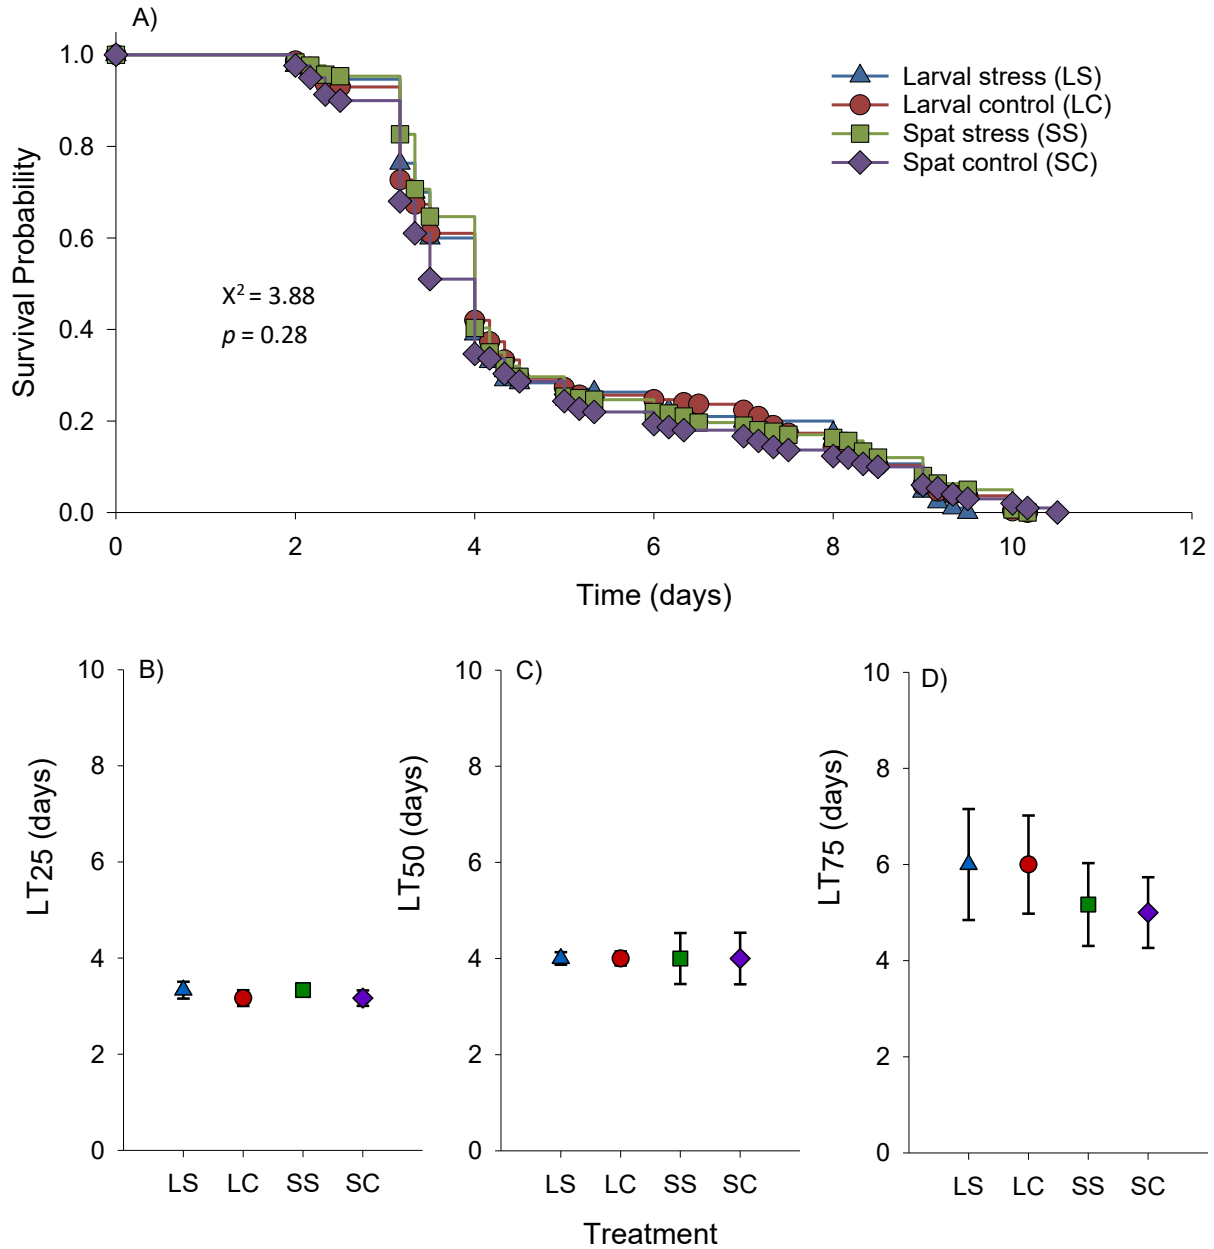 A)
1.0
0.8
0.6
0.4
0.2
0.0
Survival Probability
Larval stress (LS)
Larval control (LC)
Spat stress (SS)
Spat control (SC)
X² = 3.88
p = 0.28
0 2 4 6 8 10 12
Time (days)
B)
10
8
6
4
2
0
LT25 (days)
LS LC SS SC
C)
10
8
6
4
2
0
LT50 (days)
LS LC SS SC
D)
10
8
6
4
2
0
LT75 (days)
LS LC SS SC
Treatment